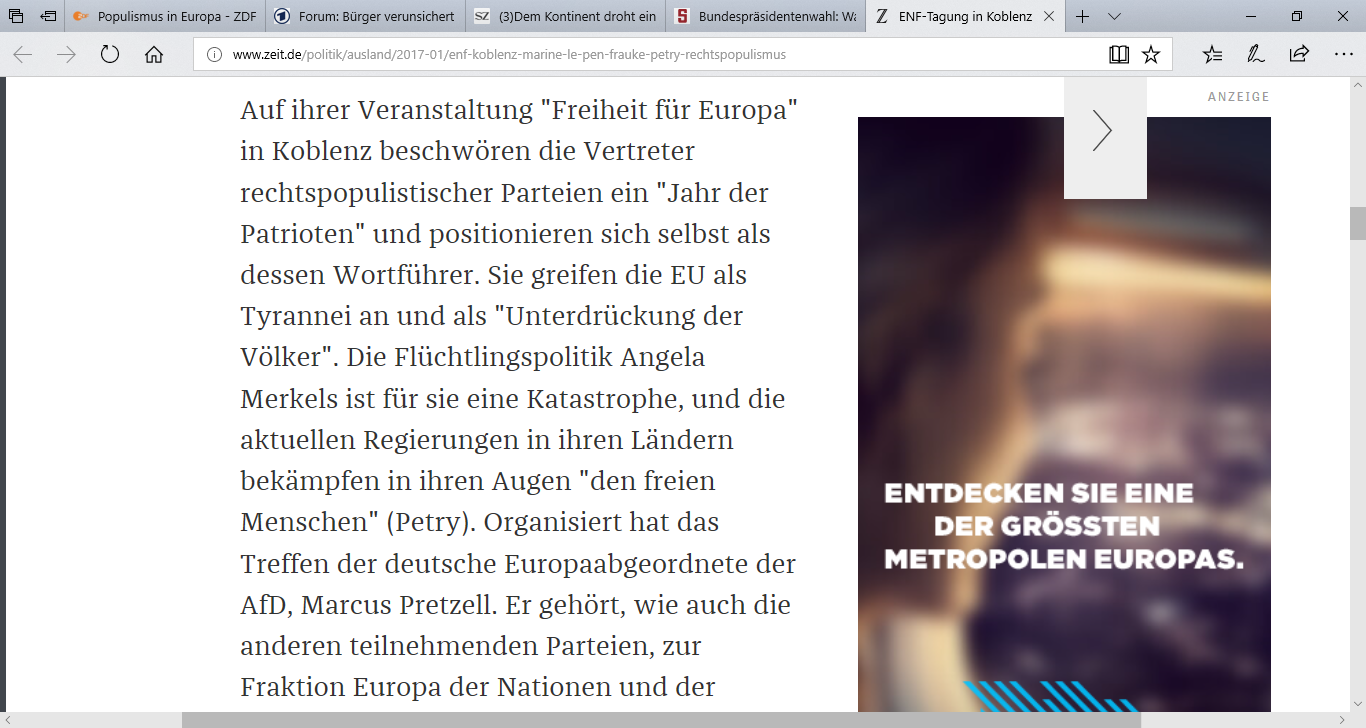 Populismus in Europa - ZDF
Forum: Bürger verunsichert
SZ (3)Dem Kontinent droht ein
S Bundespräsidentenwahl: Wa
Z ENF-Tagung in Koblenz
www.zeit.de/politik/ausland/2017-01/enf-koblenz-marine-le-pen-frauke-petry-rechtspopulismus
Auf ihrer Veranstaltung "Freiheit für Europa"
in Koblenz beschwören die Vertreter
rechtspopulistischer Parteien ein "Jahr der
Patrioten" und positionieren sich selbst als
dessen Wortführer. Sie greifen die EU als
Tyrannei an und als "Unterdrückung der
Völker". Die Flüchtlingspolitik Angela
Merkels ist für sie eine Katastrophe, und die
aktuellen Regierungen in ihren Ländern
bekämpfen in ihren Augen "den freien
Menschen" (Petry). Organisiert hat das
Treffen der deutsche Europaabgeordnete der
AfD, Marcus Pretzell. Er gehört, wie auch die
anderen teilnehmenden Parteien, zur
Fraktion Europa der Nationen und der
ANZEIGE
ENTDECKEN SIE EINE
DER GRÖSSTEN
METROPOLEN EUROPAS.